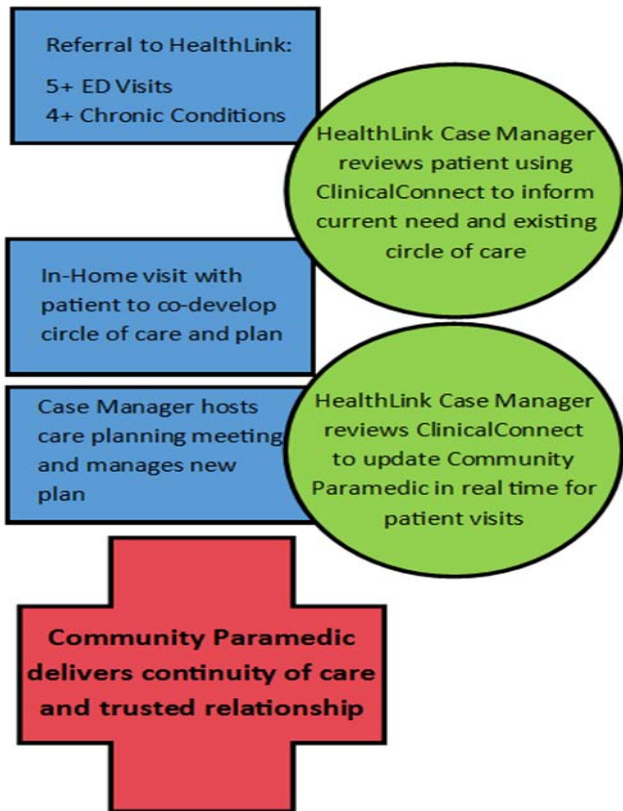 Referral to HealthLink:
5+ ED Visits
4+ Chronic Conditions
HealthLink Case Manager
reviews patient using
ClinicalConnect to inform
current need and existing
circle of care
In-Home visit with
patient to co-develop
circle of care and plan
Case Manager hosts
care planning meeting
and manages new
plan
HealthLink Case Manager
reviews ClinicalConnect
to update Community
Paramedic in real time for
patient visits
Community Paramedic
delivers continuity of care
and trusted relationship